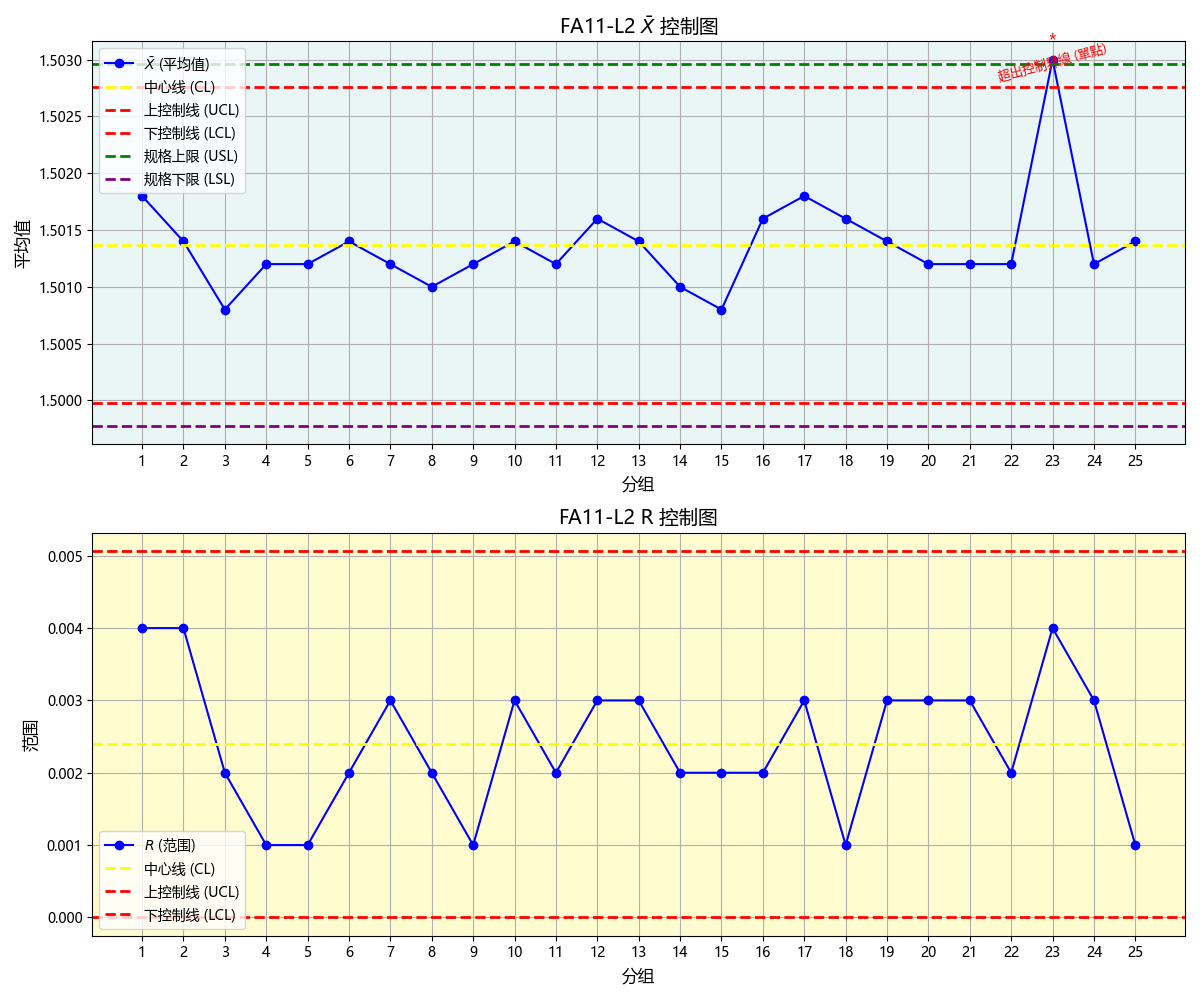 FA11-L2 X̄ 控制图
*
超出控制界線 (單點)
X̄ (平均值)
中心线 (CL)
上控制线 (UCL)
下控制线 (LCL)
规格上限 (USL)
规格下限 (LSL)
平均值
1.5030
1.5025
1.5020
1.5015
1.5010
1.5005
1.5000
1 2 3 4 5 6 7 8 9 10 11 12 13 14 15 16 17 18 19 20 21 22 23 24 25
分组
FA11-L2 R 控制图
范围
0.005
0.004
0.003
0.002
0.001
0.000
R (范围)
中心线 (CL)
上控制线 (UCL)
下控制线 (LCL)
1 2 3 4 5 6 7 8 9 10 11 12 13 14 15 16 17 18 19 20 21 22 23 24 25
分组